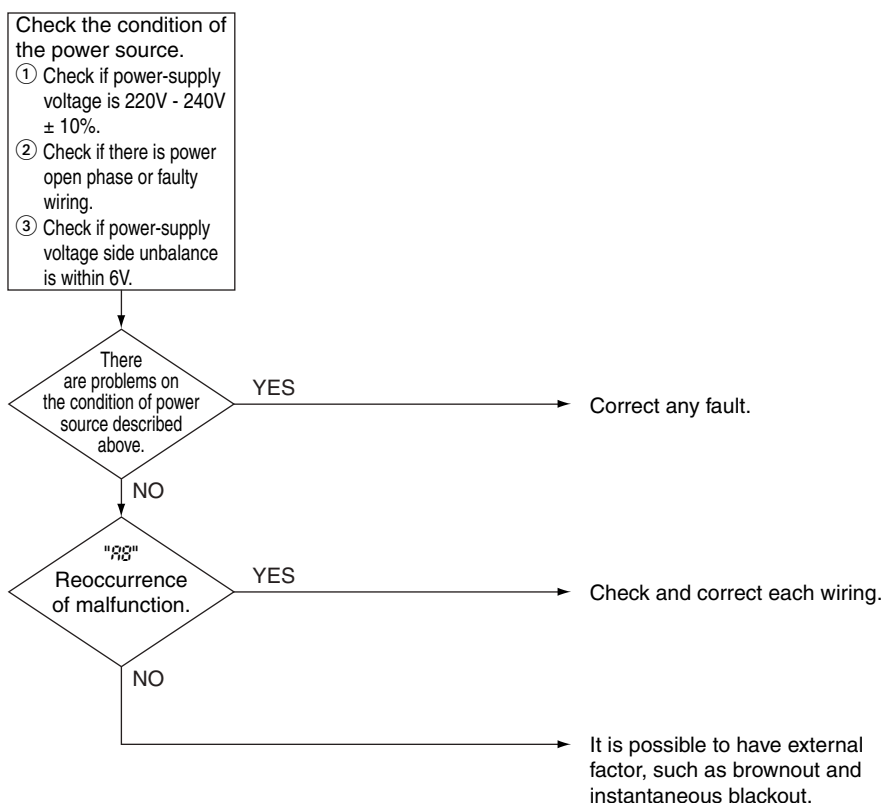 Check the condition of
the power source.
① Check if power-supply
voltage is 220V - 240V
± 10%.
② Check if there is power
open phase or faulty
wiring.
③ Check if power-supply
voltage side unbalance
is within 6V.
There
are problems on
the condition of power
source described
above.
YES
Correct any fault.
NO
"A8"
Reoccurrence
of malfunction.
YES
Check and correct each wiring.
NO
It is possible to have external
factor, such as brownout and
instantaneous blackout.